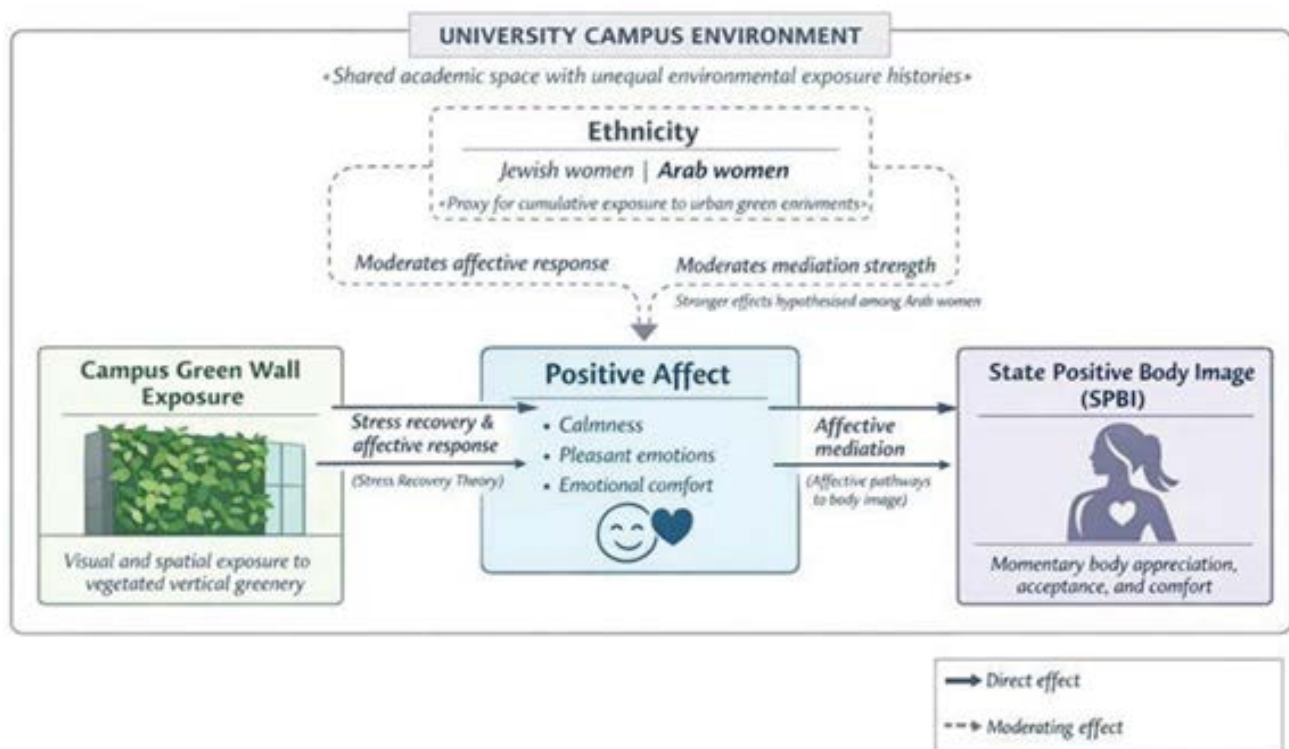 UNIVERSITY CAMPUS ENVIRONMENT
«Shared academic space with unequal environmental exposure histories»
Ethnicity
Jewish women | Arab women
«Proxy for cumulative exposure to urban green enrivments»
Moderates affective response
Moderates mediation strength
Stronger effects hypothesised among Arab women
Campus Green Wall
Exposure
Visual and spatial exposure to
vegetated vertical greenery
Stress recovery &
affective response
(Stress Recovery Theory)
Positive Affect
• Calmness
• Pleasant emotions
• Emotional comfort
Affective
mediation
(Affective pathways
to body image)
State Positive Body Image
(SPBI)
Momentary body appreciation,
acceptance, and comfort
Direct effect
Moderating effect